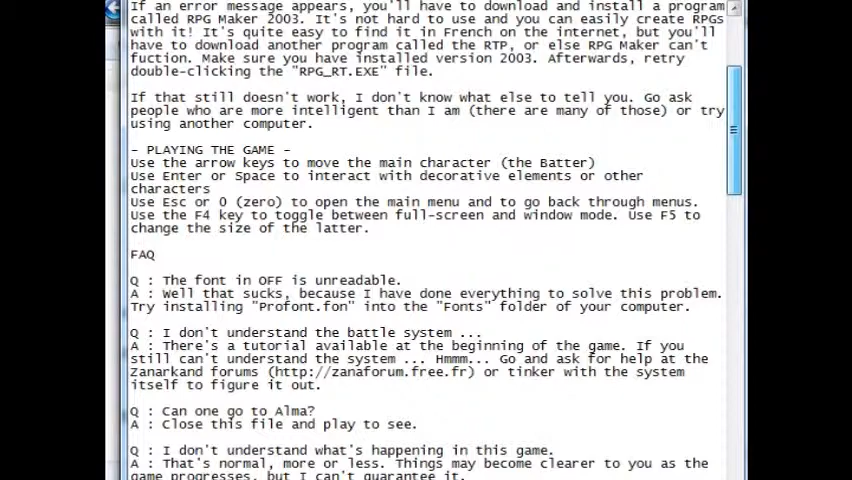 If an error message appears, you'll have to download and install a program
called RPG Maker 2003. It's not hard to use and you can easily create RPGs
with it! It's quite easy to find it in French on the internet, but you'll
have to download another program called the RTP, or else RPG Maker can't
fuction. Make sure you have installed version 2003. Afterwards, retry
double-clicking the "RPG_RT.EXE" file.

If that still doesn't work, I don't know what else to tell you. Go ask
people who are more intelligent than I am (there are many of those) or try
using another computer.

- PLAYING THE GAME -
Use the arrow keys to move the main character (the Batter)
Use Enter or Space to interact with decorative elements or other
characters
Use Esc or 0 (zero) to open the main menu and to go back through menus.
Use the F4 key to toggle between full-screen and window mode. Use F5 to
change the size of the latter.

FAQ

Q : The font in OFF is unreadable.
A : Well that sucks, because I have done everything to solve this problem.
Try installing "Profont.fon" into the "Fonts" folder of your computer.

Q : I don't understand the battle system ...
A : There's a tutorial available at the beginning of the game. If you
still can't understand the system ... Hmmm... Go and ask for help at the
Zanarkand forums (http://zanaforum.free.fr) or tinker with the system
itself to figure it out.

Q : Can one go to Alma?
A : Close this file and play to see.

Q : I don't understand what's happening in this game.
A : That's normal, more or less. Things may become clearer to you as the
game progresses, but I can't guarantee it.